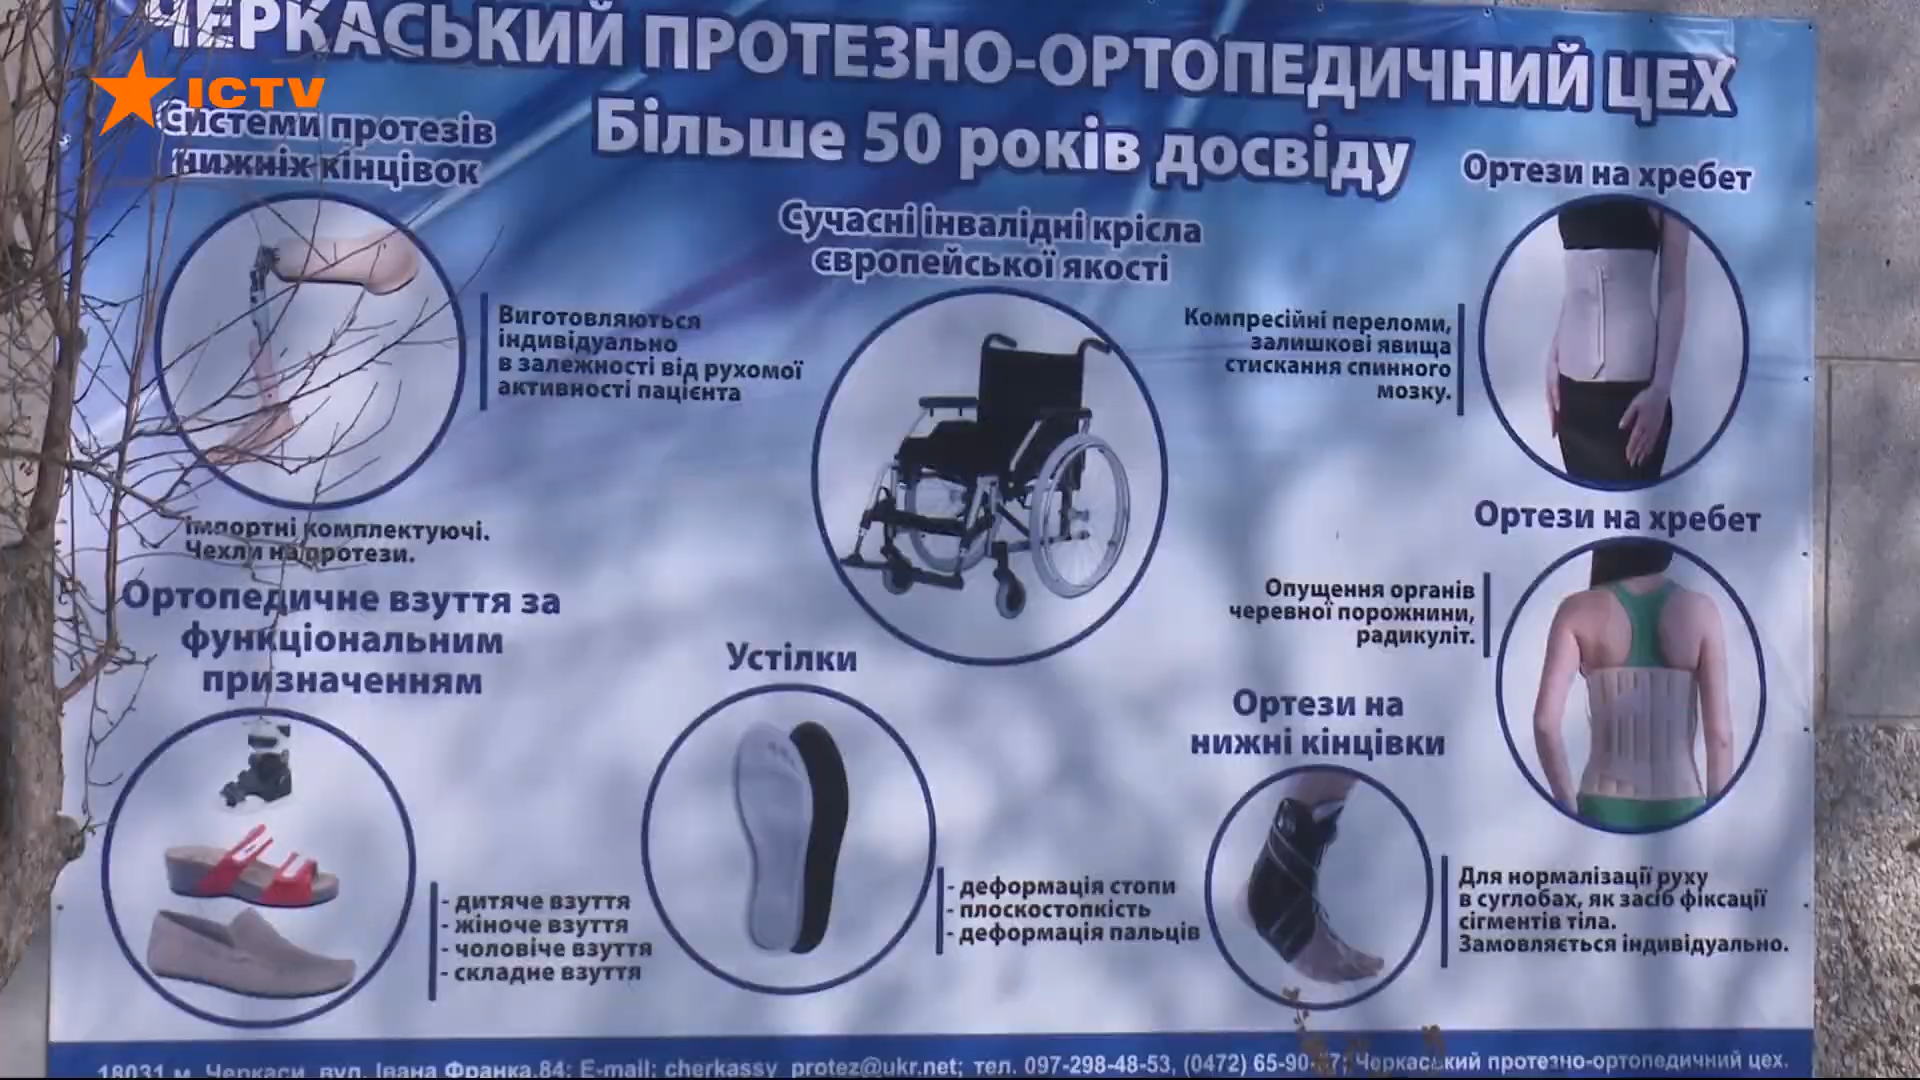 ЧЕРКАСЬКИЙ ПРОТЕЗНО-ОРТОПЕДИЧНИЙ ЦЕХ
Більше 50 років досвіду
ICTV
Системи протезів
нижніх кінцівок
Виготовляються
індивідуально
в залежності від рухомої
активності пацієнта
імпортні комплектуючі.
Чехли на протези.
Сучасні інвалідні крісла
європейської якості
Ортези на хребет
Компресійні переломи,
залишкові явища
стискання спинного
мозку.
Ортези на хребет
Опущення органів
черевної порожнини,
радикуліт.
Ортопедичне взуття за
функціональним
призначенням
- дитяче взуття
- жіноче взуття
- чоловіче взуття
- складне взуття
Устілки
- деформація стопи
- плоскостопкість
- деформація пальців
Ортези на
нижні кінцівки
Для нормалізації руху
в суглобах, як засіб фіксації
сігментів тіла.
Замовляється індивідуально.
18031 м. Черкаси, вул. Івана Франка,84; E-mail: cherkassy_protez@ukr.net; тел. 097-298-48-53, (0472) Черкаський протезно-ортопедичний цех.